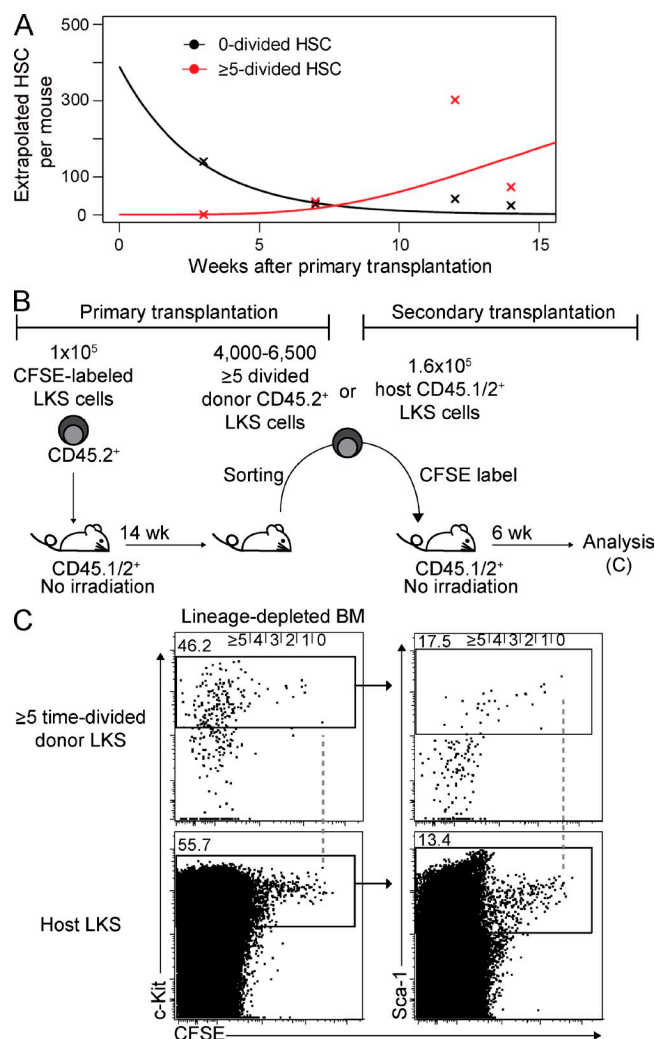 A
500
300
100
0
0
5
10
15
Extrapolated HSC
per mouse
0-divided HSC
≥5-divided HSC
Weeks after primary transplantation
B
Primary transplantation
Secondary transplantation
1x10⁵
CFSE-labeled
LKS cells
CD45.2⁺
4,000-6,500
≥5 divided
donor CD45.2⁺
LKS cells
or
1.6x10⁵
host CD45.1/2⁺
LKS cells
Sorting
CFSE label
14 wk
6 wk
Analysis
(C)
CD45.1/2⁺
No irradiation
CD45.1/2⁺
No irradiation
C
Lineage-depleted BM
46.2
≥5|4|3|2|1|0
17.5
≥5|4|3|2|1|0
≥5 time-divided
donor LKS
55.7
13.4
Host LKS
c-Kit
Sca-1
CFSE